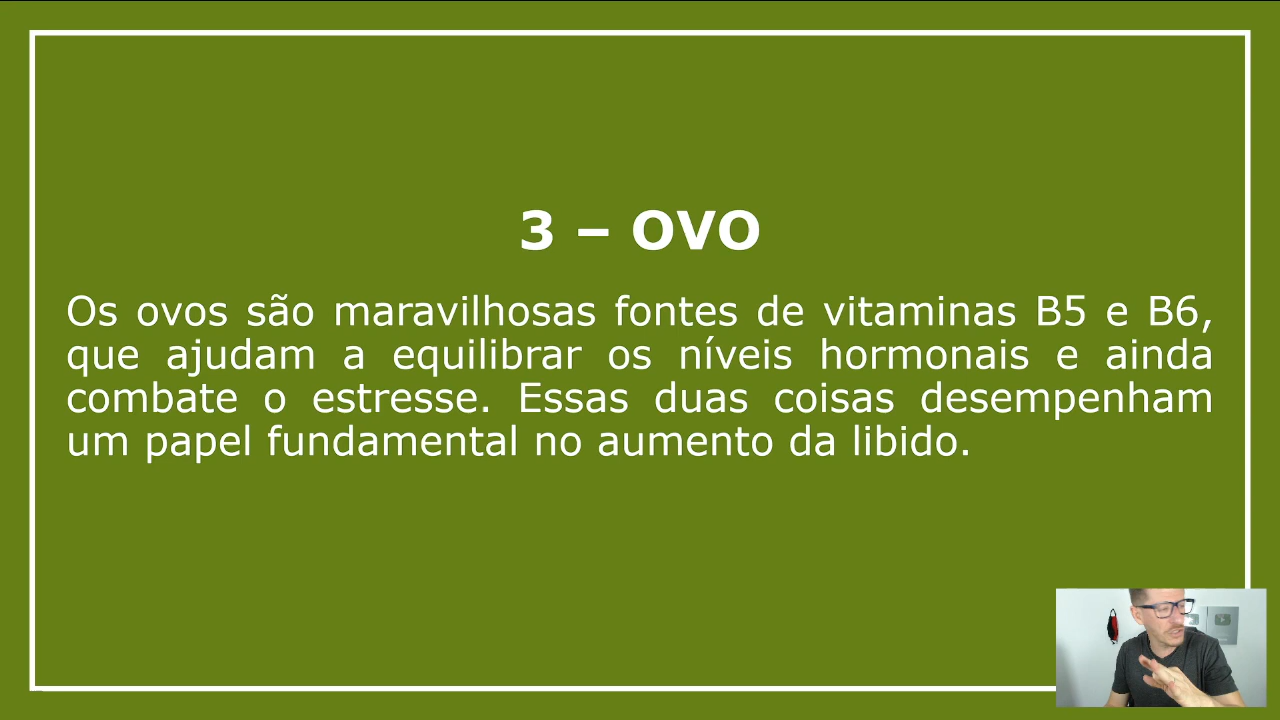 3 – OVO
Os ovos são maravilhosas fontes de vitaminas B5 e B6,
que ajudam a equilibrar os níveis hormonais e ainda
combate o estresse. Essas duas coisas desempenham
um papel fundamental no aumento da libido.